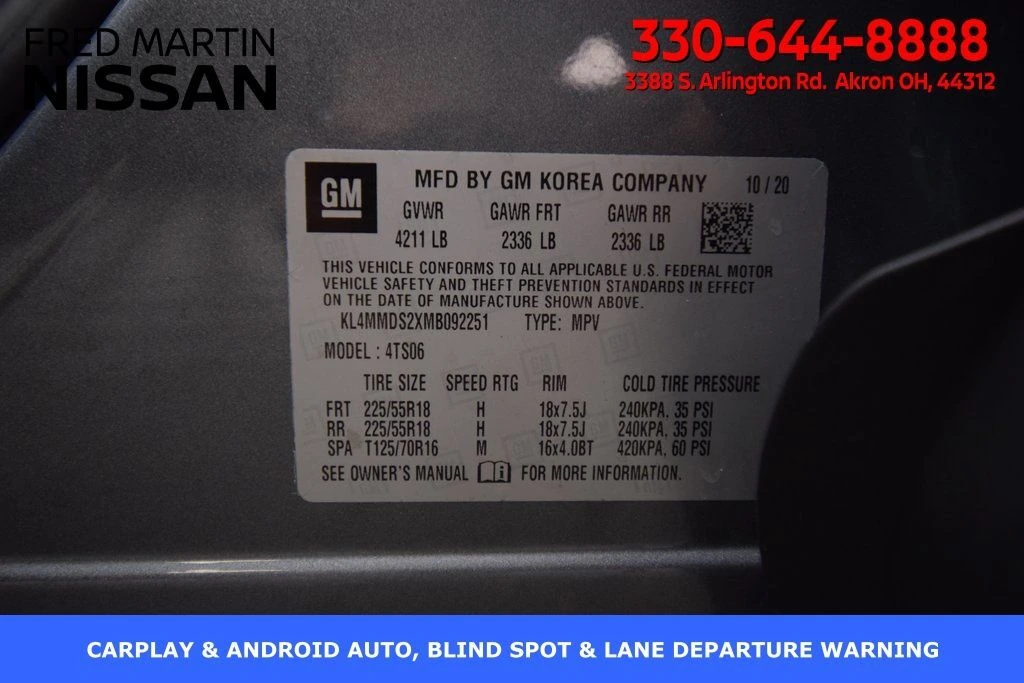 FRED MARTIN
NISSAN
330-644-8888
3388 S. Arlington Rd. Akron OH, 44312
GM
MFD BY GM KOREA COMPANY 10 / 20
GVWR GAWR FRT GAWR RR
4211 LB 2336 LB 2336 LB
THIS VEHICLE CONFORMS TO ALL APPLICABLE U.S. FEDERAL MOTOR
VEHICLE SAFETY AND THEFT PREVENTION STANDARDS IN EFFECT
ON THE DATE OF MANUFACTURE SHOWN ABOVE.
KL4MMDS2XMB092251 TYPE: MPV
MODEL : 4TS06
TIRE SIZE SPEED RTG RIM COLD TIRE PRESSURE
FRT 225/55R18 H 18x7.5J 240KPA, 35 PSI
RR 225/55R18 H 18x7.5J 240KPA, 35 PSI
SPA T125/70R16 M 16x4.0BT 420KPA, 60 PSI
SEE OWNER'S MANUAL FOR MORE INFORMATION.
CARPLAY & ANDROID AUTO, BLIND SPOT & LANE DEPARTURE WARNING